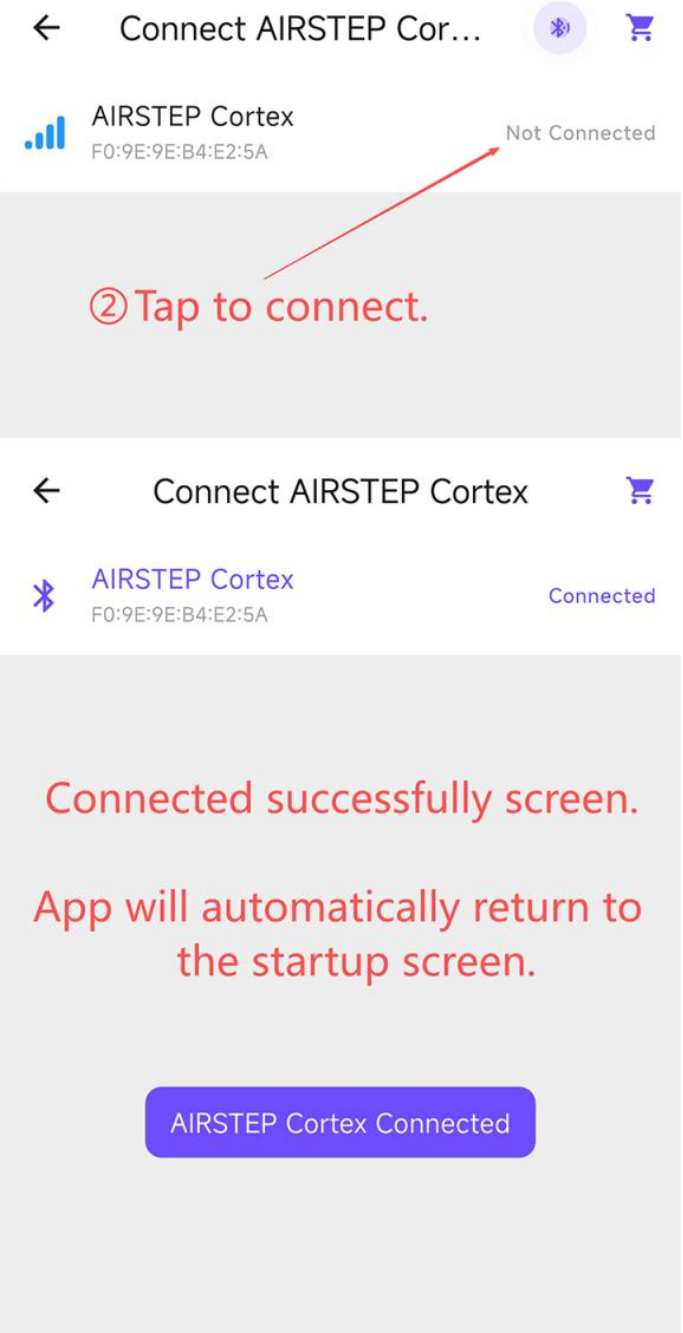 Connect AIRSTEP Cor...
AIRSTEP Cortex
Not Connected
F0:9E:9E:B4:E2:5A
② Tap to connect.
Connect AIRSTEP Cortex
AIRSTEP Cortex
Connected
F0:9E:9E:B4:E2:5A
Connected successfully screen.
App will automatically return to
the startup screen.
AIRSTEP Cortex Connected